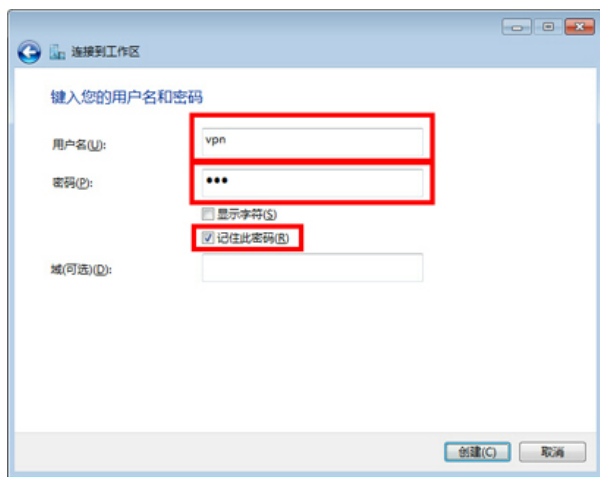 连接到工作区
键入您的用户名和密码
用户名(U):
vpn
密码(P):
●●●
显示字符(S)
记住此密码(R)
域(可选)(D):
创建(C) 取消